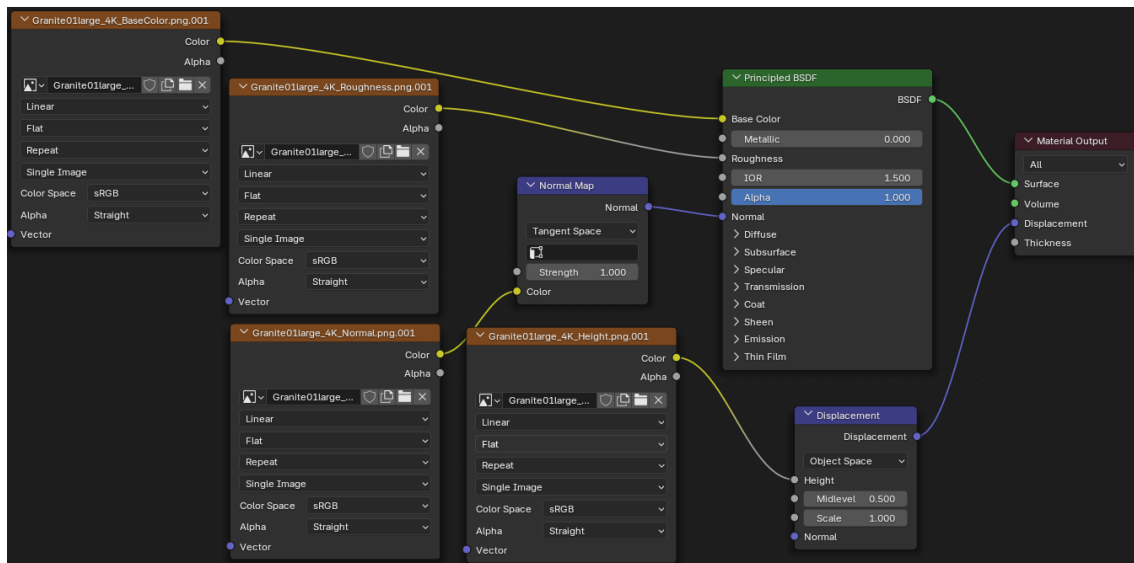 Granite01large_4K_BaseColor.png.001
Color
Alpha
Granite01large_...
Linear
Flat
Repeat
Single Image
Color Space sRGB
Alpha Straight
Vector
Granite01large_4K_Roughness.png.001
Color
Alpha
Granite01large_...
Linear
Flat
Repeat
Single Image
Color Space sRGB
Alpha Straight
Vector
Granite01large_4K_Normal.png.001
Color
Alpha
Granite01large_...
Linear
Flat
Repeat
Single Image
Color Space sRGB
Alpha Straight
Vector
Normal Map
Normal
Tangent Space
Strength 1.000
Color
Granite01large_4K_Height.png.001
Color
Alpha
Granite01large_...
Linear
Flat
Repeat
Single Image
Color Space sRGB
Alpha Straight
Vector
Principled BSDF
BSDF
Base Color
Metallic 0.000
Roughness
IOR 1.500
Alpha 1.000
Normal
Diffuse
Subsurface
Specular
Transmission
Coat
Sheen
Emission
Thin Film
Displacement
Displacement
Object Space
Height
Midlevel 0.500
Scale 1.000
Normal
Material Output
All
Surface
Volume
Displacement
Thickness